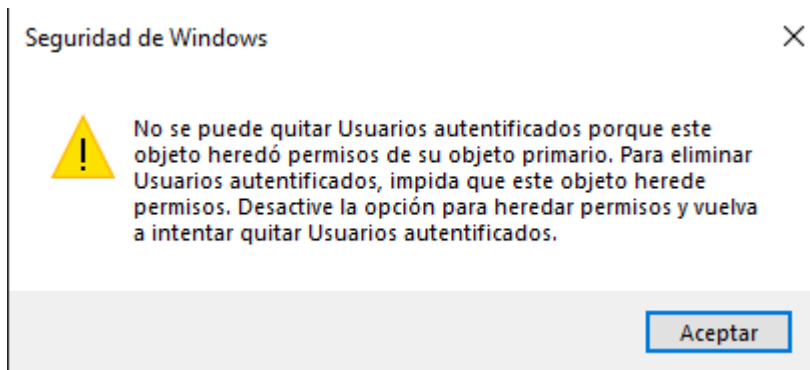 Seguridad de Windows
No se puede quitar Usuarios autentificados porque este
objeto heredó permisos de su objeto primario. Para eliminar
Usuarios autentificados, impida que este objeto herede
permisos. Desactive la opción para heredar permisos y vuelva
a intentar quitar Usuarios autentificados.
Aceptar